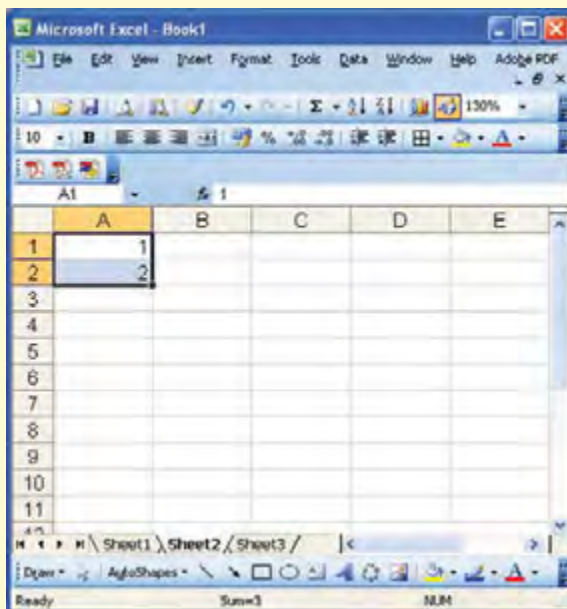 Microsoft Excel - Book1
File Edit View Insert Format Tools Data Window Help Adobe PDF
Σ 150%
10 B %
A1 fx 1
A B C D E
1 1
2 2
3
4
5
6
7
8
9
10
11
Sheet1 Sheet2 Sheet3
Draw AutoShapes A
Ready Sum=3 NUM